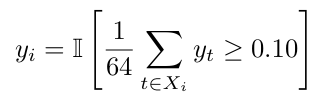 $y_i = \mathbb{I}\left[\frac{1}{64}\sum_{t \in X_i} y_t \geq 0.10\right]$